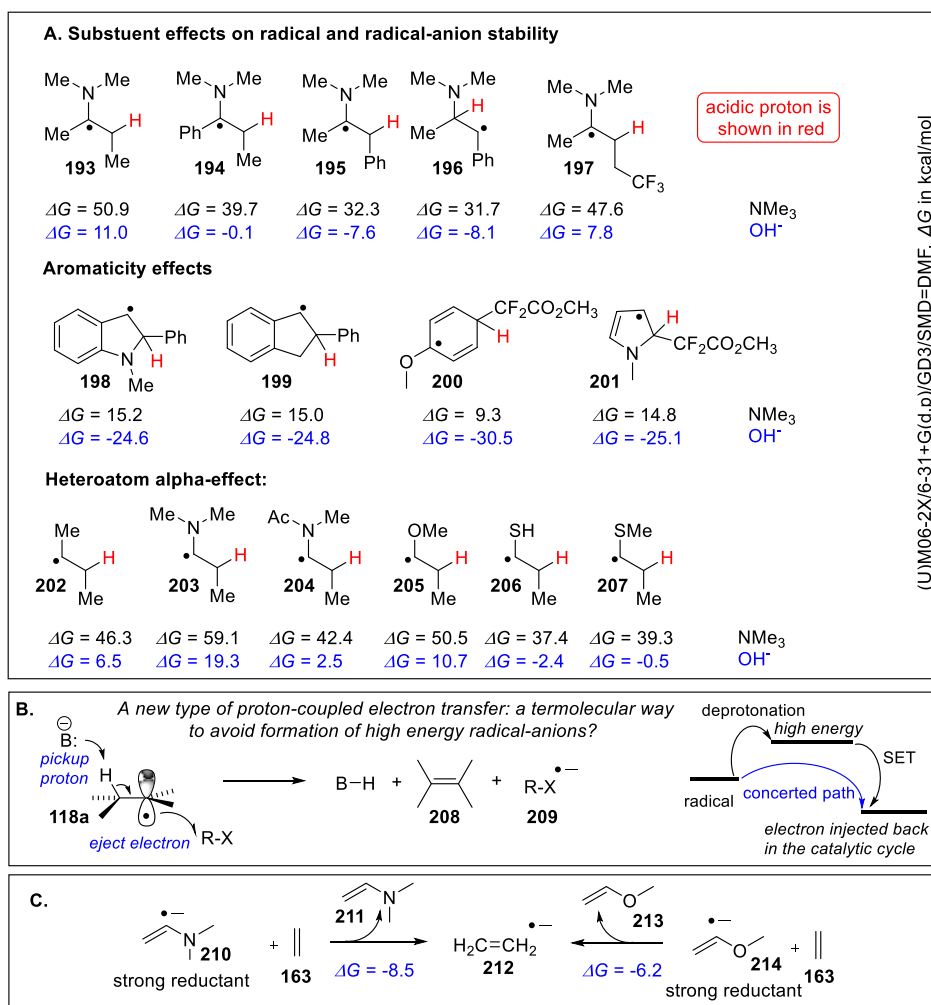 A. Substuent effects on radical and radical-anion stability
Me N Me Me N Me Me N Me Me N Me Me N Me
Me H Ph H Me H Me H Ph Me H
193 Me 194 Me 195 Ph 196 197 CF3
acidic proton is
shown in red
ΔG = 50.9 ΔG = 39.7 ΔG = 32.3 ΔG = 31.7 ΔG = 47.6 NMe3
ΔG = 11.0 ΔG = -0.1 ΔG = -7.6 ΔG = -8.1 ΔG = 7.8 OH-
Aromaticity effects
Ph N H Me 198
Ph H 199
CF2CO2CH3 H O 200
H CF2CO2CH3 N 201
ΔG = 15.2 ΔG = 15.0 ΔG = 9.3 ΔG = 14.8 NMe3
ΔG = -24.6 ΔG = -24.8 ΔG = -30.5 ΔG = -25.1 OH-
Heteroatom alpha-effect:
Me H 202 Me
Me N Me H 203 Me
Ac N Me H 204 Me
OMe H 205 Me
SH H 206 Me
SMe H 207 Me
ΔG = 46.3 ΔG = 59.1 ΔG = 42.4 ΔG = 50.5 ΔG = 37.4 ΔG = 39.3 NMe3
ΔG = 6.5 ΔG = 19.3 ΔG = 2.5 ΔG = 10.7 ΔG = -2.4 ΔG = -0.5 OH-
(U)M06-2X/6-31+G(d,p)/GD3/SMD=DMF, ΔG in kcal/mol
B. A new type of proton-coupled electron transfer: a termolecular way
to avoid formation of high energy radical-anions?
⊖
B:
pickup
proton
H
118a
eject electron R-X
B-H + 208 + R-X •−
209
deprotonation
high energy
SET
radical concerted path
electron injected back
in the catalytic cycle
C.
•−
N 210 + 163
strong reductant
211 N
ΔG = -8.5
H2C=CH2 •−
212
O 213
ΔG = -6.2
•−
O 214 + 163
strong reductant